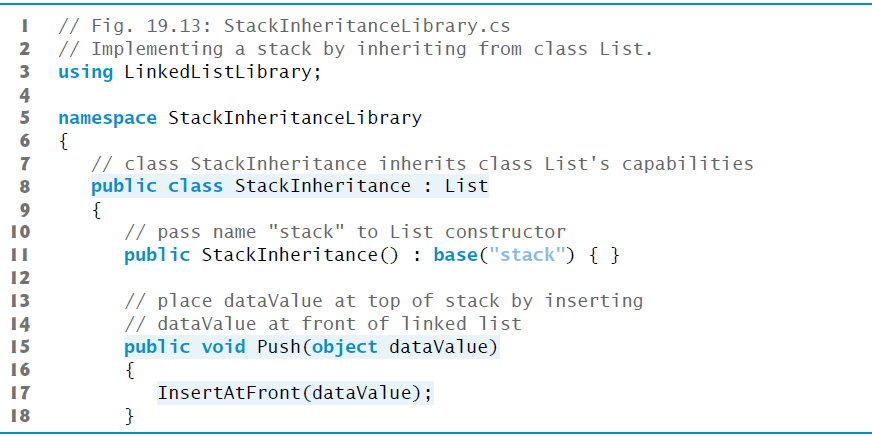 1 // Fig. 19.13: StackInheritanceLibrary.cs
2 // Implementing a stack by inheriting from class List.
3 using LinkedListLibrary;
4
5 namespace StackInheritanceLibrary
6 {
7 // class StackInheritance inherits class List's capabilities
8 public class StackInheritance : List
9 {
10 // pass name "stack" to List constructor
11 public StackInheritance() : base("stack") { }
12
13 // place dataValue at top of stack by inserting
14 // dataValue at front of linked list
15 public void Push(object dataValue)
16 {
17 InsertAtFront(dataValue);
18 }